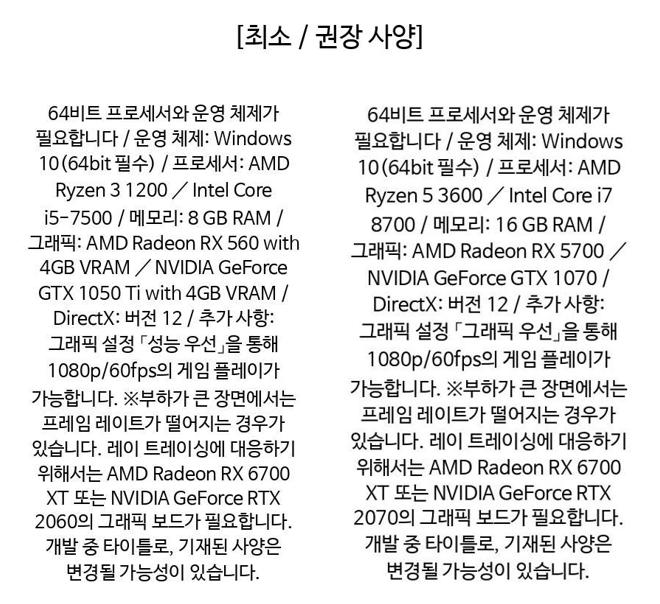 [최소 / 권장 사양]
64비트 프로세서와 운영 체제가
필요합니다 / 운영 체제: Windows
10(64bit 필수) / 프로세서: AMD
Ryzen 3 1200 ／ Intel Core
i5-7500 / 메모리: 8 GB RAM /
그래픽: AMD Radeon RX 560 with
4GB VRAM ／ NVIDIA GeForce
GTX 1050 Ti with 4GB VRAM /
DirectX: 버전 12 / 추가 사항:
그래픽 설정 「성능 우선」을 통해
1080p/60fps의 게임 플레이가
가능합니다. ※부하가 큰 장면에서는
프레임 레이트가 떨어지는 경우가
있습니다. 레이 트레이싱에 대응하기
위해서는 AMD Radeon RX 6700
XT 또는 NVIDIA GeForce RTX
2060의 그래픽 보드가 필요합니다.
개발 중 타이틀로, 기재된 사양은
변경될 가능성이 있습니다.
64비트 프로세서와 운영 체제가
필요합니다 / 운영 체제: Windows
10(64bit 필수) / 프로세서: AMD
Ryzen 5 3600 ／ Intel Core i7
8700 / 메모리: 16 GB RAM /
그래픽: AMD Radeon RX 5700 ／
NVIDIA GeForce GTX 1070 /
DirectX: 버전 12 / 추가 사항:
그래픽 설정 「그래픽 우선」을 통해
1080p/60fps의 게임 플레이가
가능합니다. ※부하가 큰 장면에서는
프레임 레이트가 떨어지는 경우가
있습니다. 레이 트레이싱에 대응하기
위해서는 AMD Radeon RX 6700
XT 또는 NVIDIA GeForce RTX
2070의 그래픽 보드가 필요합니다.
개발 중 타이틀로, 기재된 사양은
변경될 가능성이 있습니다.